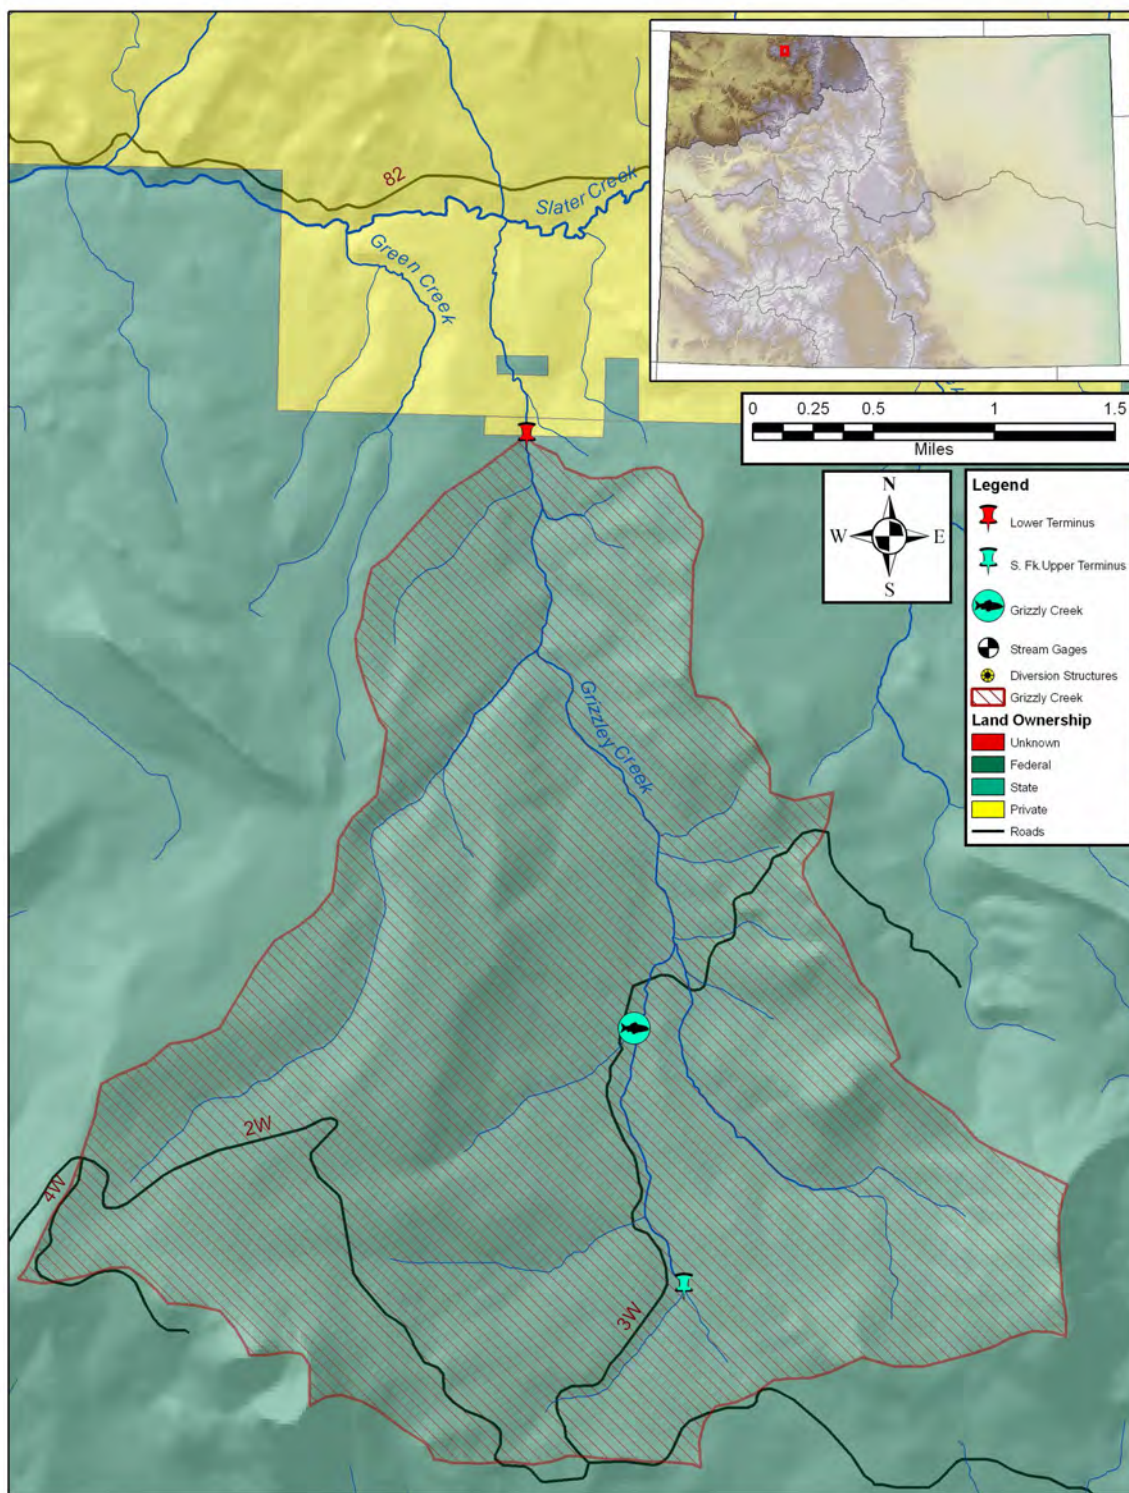 82
Slater Creek
Green Creek
0 0.25 0.5 1 1.5
Miles
N
W E
S
Legend
Lower Terminus
S. Fk.Upper Terminus
Grizzly Creek
Stream Gages
Diversion Structures
Grizzly Creek
Land Ownership
Unknown
Federal
State
Private
Roads
Grizzley Creek
2W
4W
3W